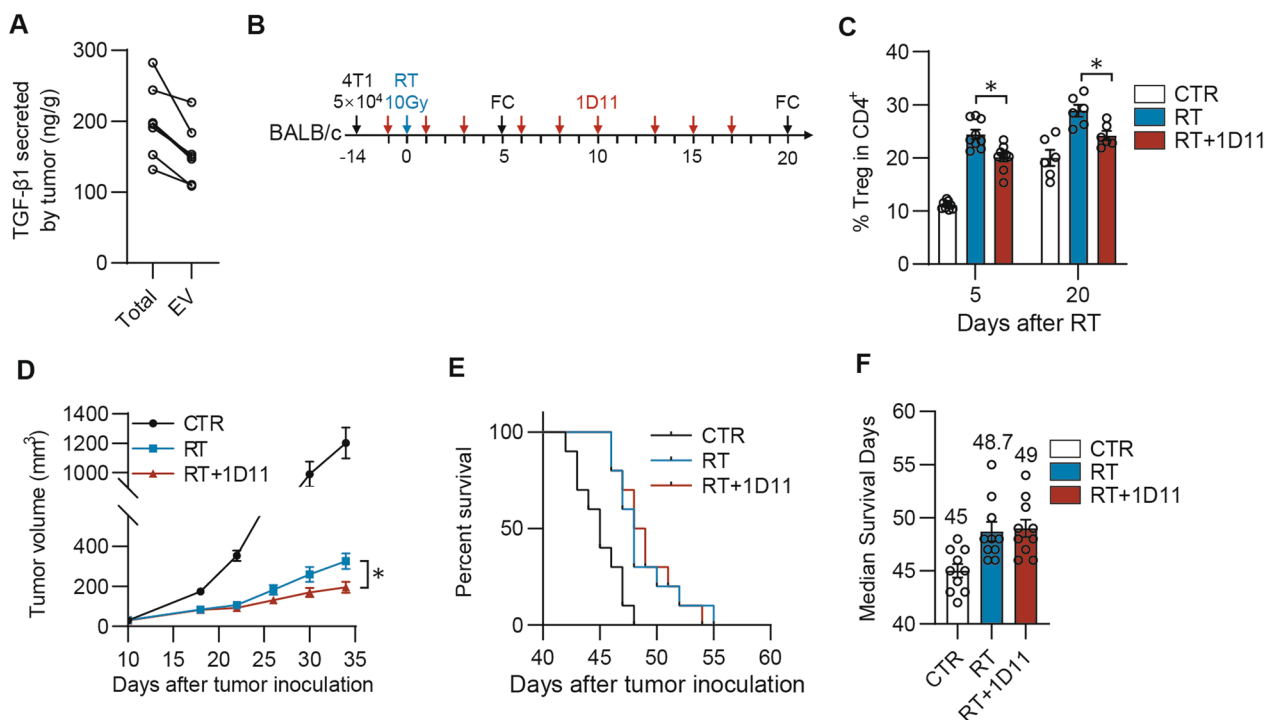 A
300
200
100
0
TGF-β1 secreted
by tumor (ng/g)
Total
EV
B
4T1
5×10⁴
RT
10Gy
FC
1D11
FC
BALB/c
-14
0
5
10
15
20
C
40
30
20
10
0
% Treg in CD4⁺
*
*
CTR
RT
RT+1D11
5
20
Days after RT
D
1400
1200
1000
400
200
0
Tumor volume (mm³)
CTR
RT
RT+1D11
*
10
15
20
25
30
35
Days after tumor inoculation
E
100
50
0
Percent survival
CTR
RT
RT+1D11
40
45
50
55
60
Days after tumor inoculation
F
60
55
50
45
40
Median Survival Days
45
48.7
49
CTR
RT
RT+1D11
CTR
RT
RT+1D11